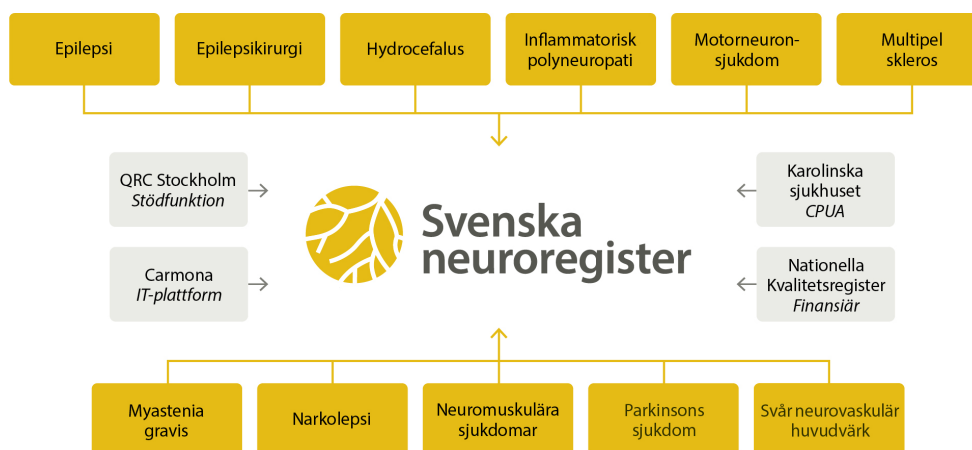 Epilepsi
Epilepsikirurgi
Hydrocefalus
Inflammatorisk
polyneuropati
Motorneuron-
sjukdom
Multipel
skleros
QRC Stockholm
Stödfunktion
Carmona
IT-plattform
Svenska
neuroregister
Karolinska
sjukhuset
CPUA
Nationella
Kvalitetsregister
Finansiär
Myastenia
gravis
Narkolepsi
Neuromuskulära
sjukdomar
Parkinsons
sjukdom
Svår neurovaskulär
huvudvärk